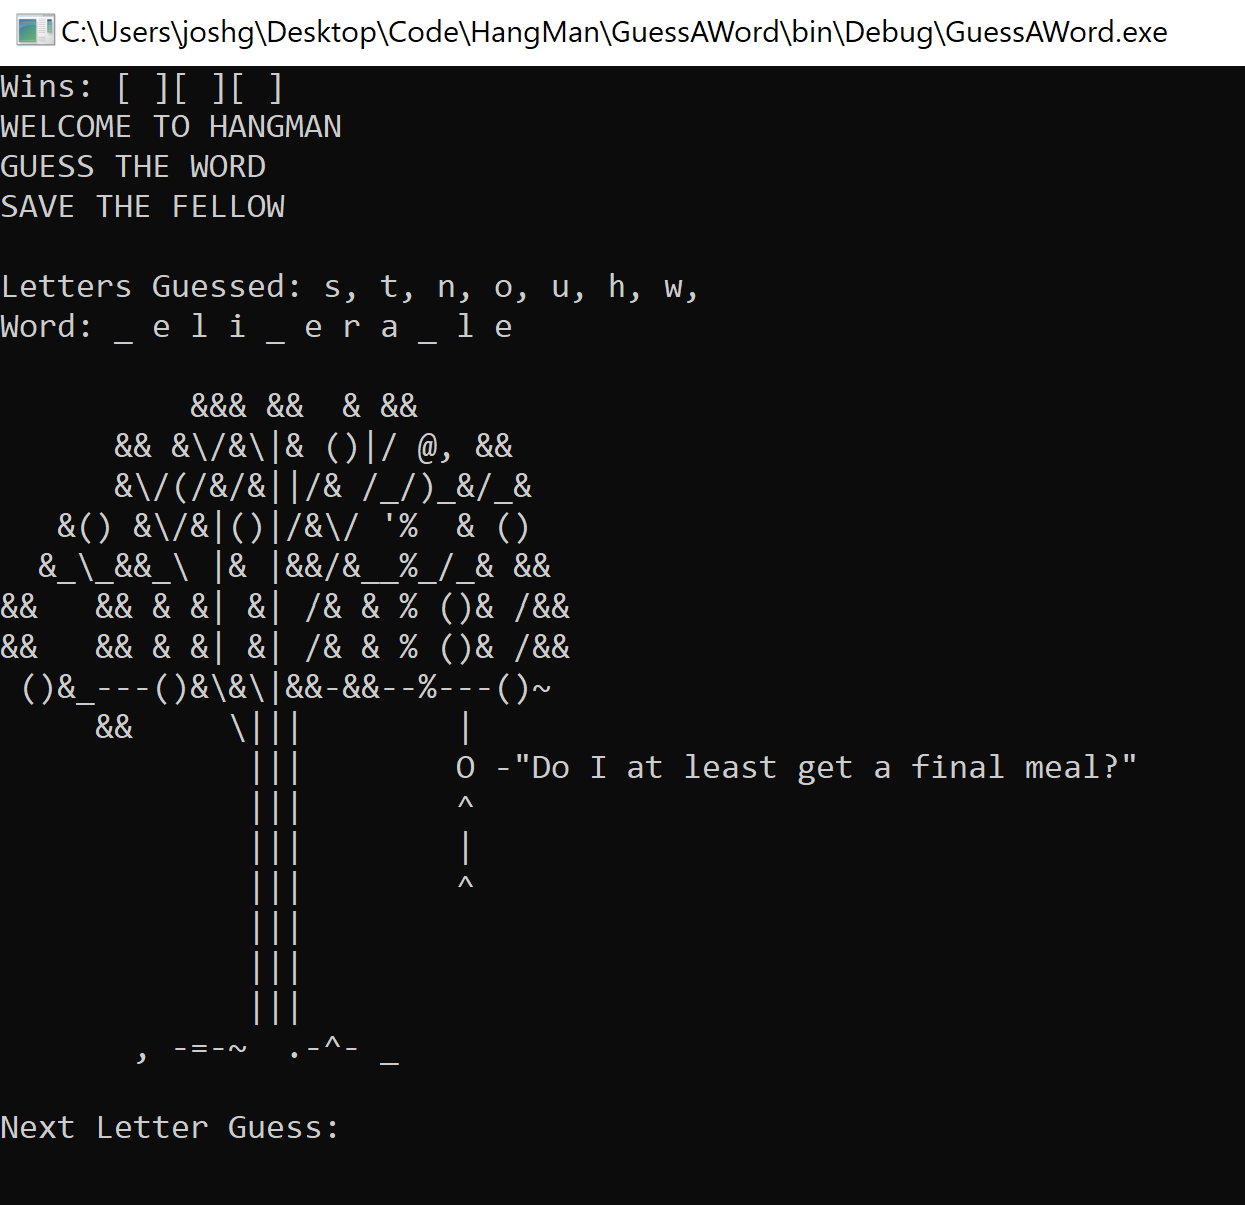 C:\Users\joshg\Desktop\Code\HangMan\GuessAWord\bin\Debug\GuessAWord.exe
Wins: [ ][ ][ ]
WELCOME TO HANGMAN
GUESS THE WORD
SAVE THE FELLOW
Letters Guessed: s, t, n, o, u, h, w,
Word: _ e l i _ e r a _ l e
          &&& &&  & &&
      && &\/&\|& ()|/ @, &&
      &\/(/&/&||/& /_/)_&/_&
   &() &\/&|()|/&\/ '%  & ()
  &_\_&&_\ |& |&&/&__%_/_& &&
&&   && & &| &| /& & % ()& /&&
&&   && & &| &| /& & % ()& /&&
 ()&_---()&\&\|&&-&&--%---()~
     &&     \|||        |
             |||        O -"Do I at least get a final meal?"
             |||        ^
             |||        |
             |||        ^
             |||
             |||
             |||
       , -=-~  .-^- _
Next Letter Guess: